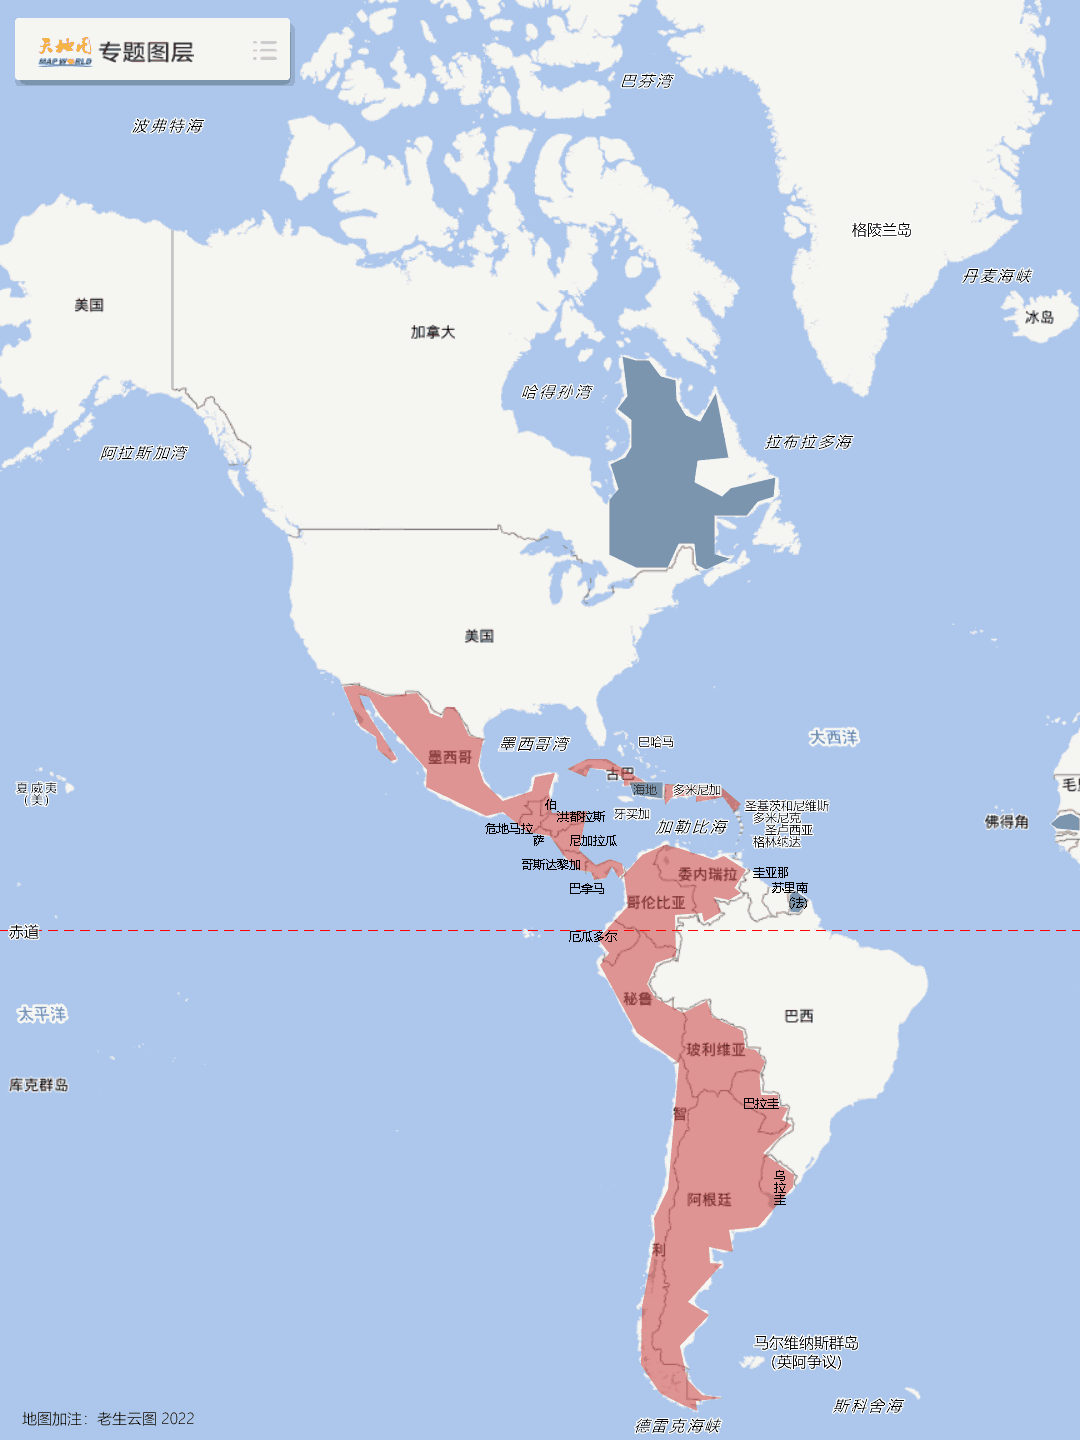 天地图
MAP WORLD
专题图层
巴芬湾
波弗特海
格陵兰岛
丹麦海峡
美国
冰岛
加拿大
哈得孙湾
拉布拉多海
阿拉斯加湾
美国
大西洋
巴哈马
墨西哥湾
墨西哥
古巴
夏威夷
(美)
海地
多米尼加
毛里
伯
圣基茨和尼维斯
洪都拉斯
牙买加
多米尼克
佛得角
危地马拉
加勒比海
圣卢西亚
萨
尼加拉瓜
格林纳达
哥斯达黎加
委内瑞拉
圭亚那
巴拿马
苏里南
哥伦比亚
(法)
赤道
厄瓜多尔
秘鲁
太平洋
巴西
玻利维亚
库克群岛
巴拉圭
智
乌拉圭
阿根廷
利
马尔维纳斯群岛
(英阿争议)
斯科舍海
地图加注：老生云图 2022
德雷克海峡